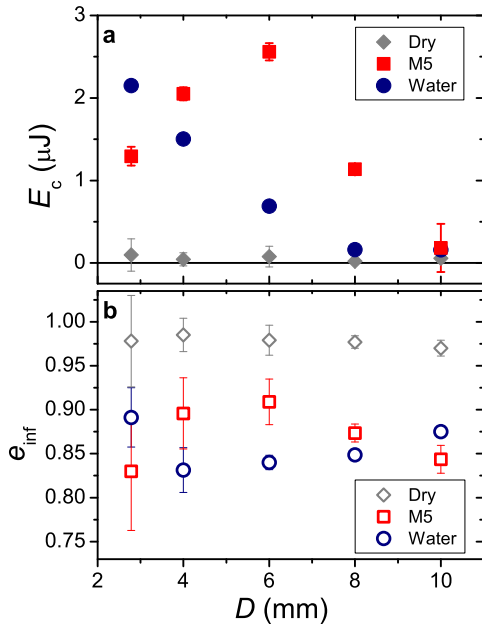 a
3
2
1
0
E_c (μJ)
Dry
M5
Water
b
1.00
0.95
0.90
0.85
0.80
0.75
e_inf
Dry
M5
Water
2 4 6 8 10
D (mm)